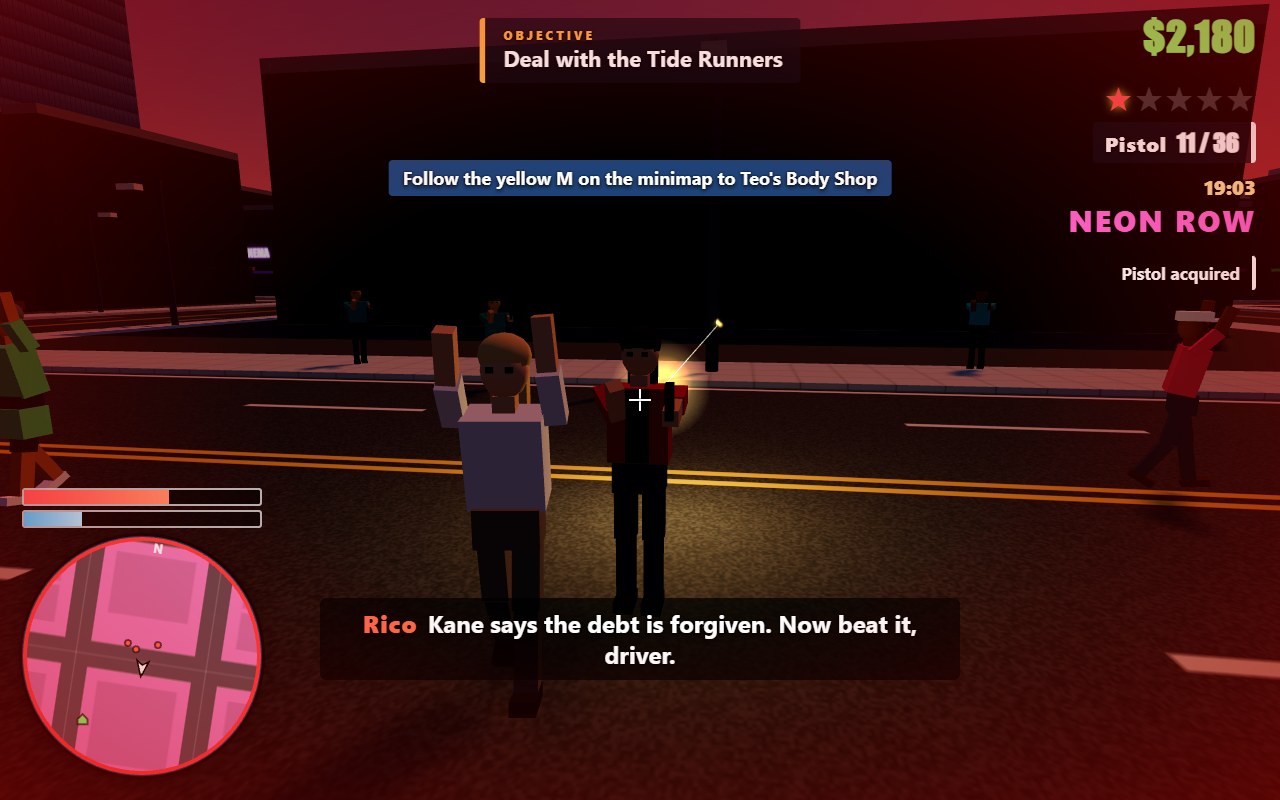 OBJECTIVE
Deal with the Tide Runners
$2,180
Pistol 11/36
Follow the yellow M on the minimap to Teo's Body Shop
19:03
NEON ROW
Pistol acquired
N
Rico Kane says the debt is forgiven. Now beat it,
driver.